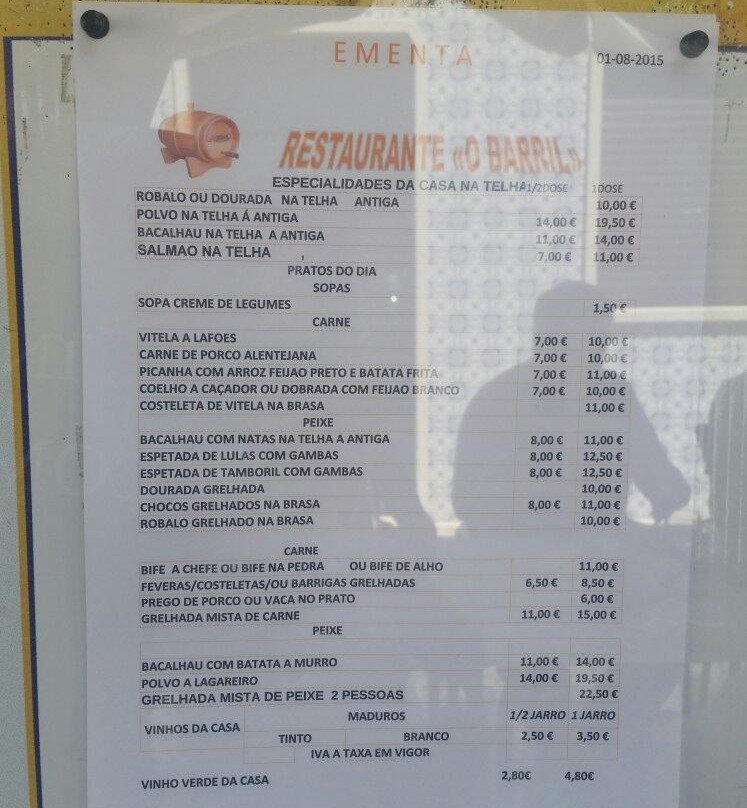 EMENTA 01-08-2015
RESTAURANTE «O BARRIL»
ESPECIALIDADES DA CASA NA TELHA 1/2DOSE 1DOSE
ROBALO OU DOURADA NA TELHA ANTIGA 10,00 €
POLVO NA TELHA Á ANTIGA 14,00 € 19,50 €
BACALHAU NA TELHA A ANTIGA 11,00 € 14,00 €
SALMAO NA TELHA 7,00 € 11,00 €
PRATOS DO DIA
SOPAS
SOPA CREME DE LEGUMES 1,50 €
CARNE
VITELA A LAFOES 7,00 € 10,00 €
CARNE DE PORCO ALENTEJANA 7,00 € 10,00 €
PICANHA COM ARROZ FEIJAO PRETO E BATATA FRITA 7,00 € 11,00 €
COELHO A CAÇADOR OU DOBRADA COM FEIJAO BRANCO 7,00 € 10,00 €
COSTELETA DE VITELA NA BRASA 11,00 €
PEIXE
BACALHAU COM NATAS NA TELHA A ANTIGA 8,00 € 11,00 €
ESPETADA DE LULAS COM GAMBAS 8,00 € 12,50 €
ESPETADA DE TAMBORIL COM GAMBAS 8,00 € 12,50 €
DOURADA GRELHADA 10,00 €
CHOCOS GRELHADOS NA BRASA 8,00 € 11,00 €
ROBALO GRELHADO NA BRASA 10,00 €
CARNE
BIFE A CHEFE OU BIFE NA PEDRA OU BIFE DE ALHO 11,00 €
FEVERAS/COSTELETAS/OU BARRIGAS GRELHADAS 6,50 € 8,50 €
PREGO DE PORCO OU VACA NO PRATO 6,00 €
GRELHADA MISTA DE CARNE 11,00 € 15,00 €
PEIXE
BACALHAU COM BATATA A MURRO 11,00 € 14,00 €
POLVO A LAGAREIRO 14,00 € 19,50 €
GRELHADA MISTA DE PEIXE 2 PESSOAS 22,50 €
VINHOS DA CASA MADUROS 1/2 JARRO 1 JARRO
TINTO BRANCO 2,50 € 3,50 €
IVA A TAXA EM VIGOR
VINHO VERDE DA CASA 2,80€ 4,80€